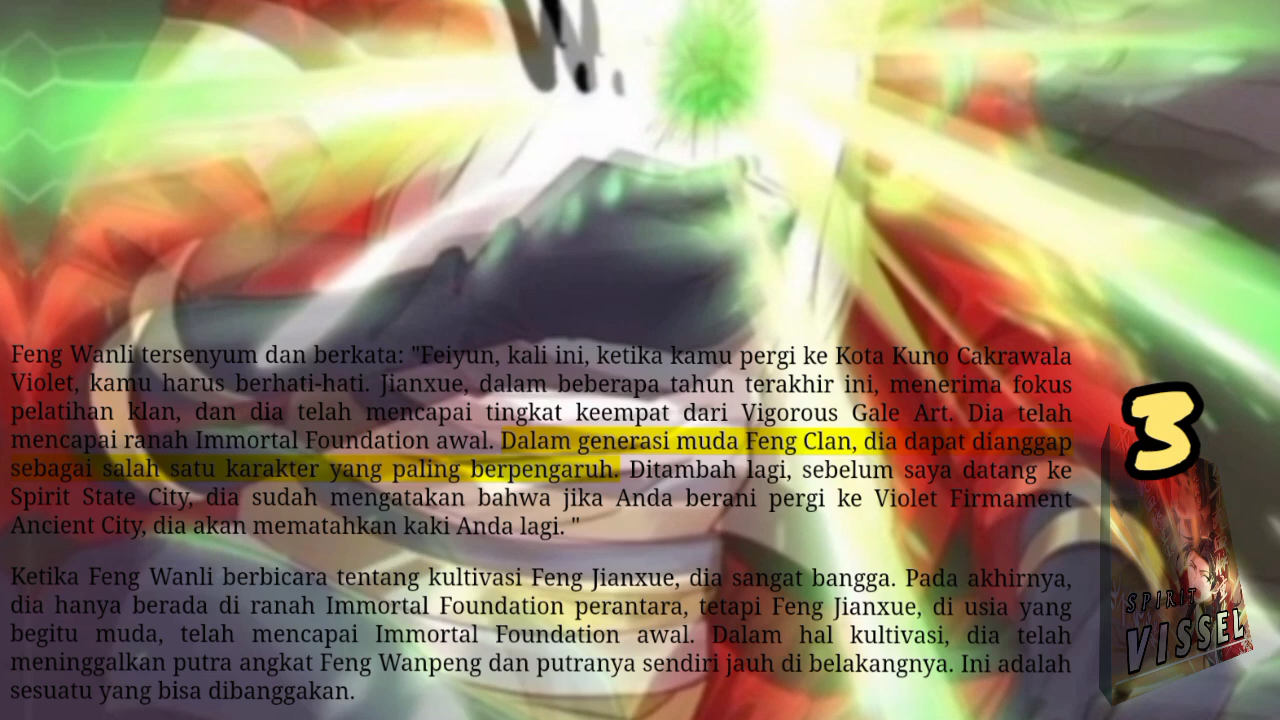 W.
Feng Wanli tersenyum dan berkata: "Feiyun, kali ini, ketika kamu pergi ke Kota Kuno Cakrawala
Violet, kamu harus berhati-hati. Jianxue, dalam beberapa tahun terakhir ini, menerima fokus
pelatihan klan, dan dia telah mencapai tingkat keempat dari Vigorous Gale Art. Dia telah
mencapai ranah Immortal Foundation awal. Dalam generasi muda Feng Clan, dia dapat dianggap
sebagai salah satu karakter yang paling berpengaruh. Ditambah lagi, sebelum saya datang ke
Spirit State City, dia sudah mengatakan bahwa jika Anda berani pergi ke Violet Firmament
Ancient City, dia akan mematahkan kaki Anda lagi. "
Ketika Feng Wanli berbicara tentang kultivasi Feng Jianxue, dia sangat bangga. Pada akhirnya,
dia hanya berada di ranah Immortal Foundation perantara, tetapi Feng Jianxue, di usia yang
begitu muda, telah mencapai Immortal Foundation awal. Dalam hal kultivasi, dia telah
meninggalkan putra angkat Feng Wanpeng dan putranya sendiri jauh di belakangnya. Ini adalah
sesuatu yang bisa dibanggakan.
3
SPIRIT
VISSEL